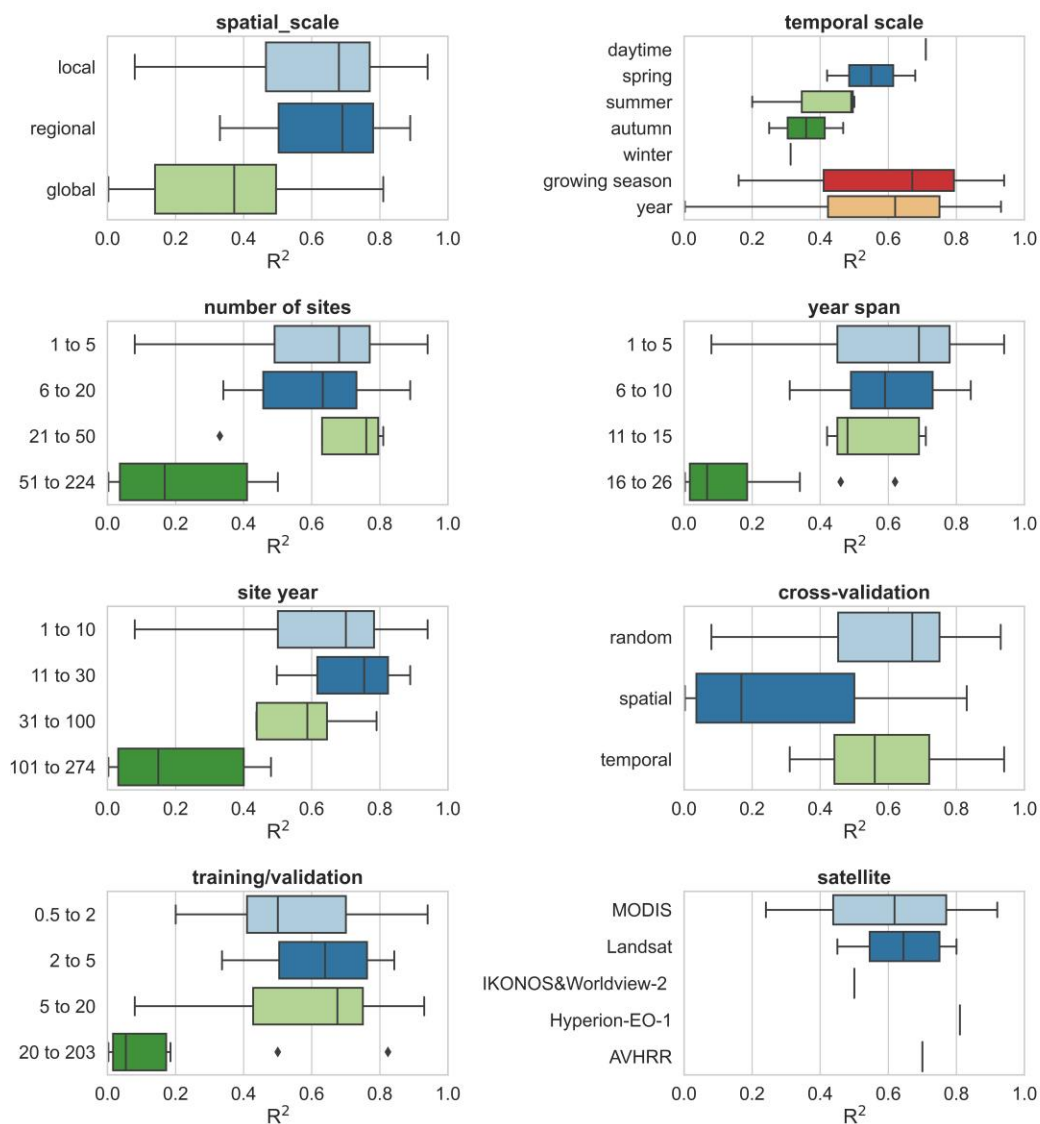 spatial_scale
local
regional
global
0.0 0.2 0.4 0.6 0.8 1.0
R²
temporal scale
daytime
spring
summer
autumn
winter
growing season
year
0.0 0.2 0.4 0.6 0.8 1.0
R²
number of sites
1 to 5
6 to 20
21 to 50
51 to 224
0.0 0.2 0.4 0.6 0.8 1.0
R²
year span
1 to 5
6 to 10
11 to 15
16 to 26
0.0 0.2 0.4 0.6 0.8 1.0
R²
site year
1 to 10
11 to 30
31 to 100
101 to 274
0.0 0.2 0.4 0.6 0.8 1.0
R²
cross-validation
random
spatial
temporal
0.0 0.2 0.4 0.6 0.8 1.0
R²
training/validation
0.5 to 2
2 to 5
5 to 20
20 to 203
0.0 0.2 0.4 0.6 0.8 1.0
R²
satellite
MODIS
Landsat
IKONOS&Worldview-2
Hyperion-EO-1
AVHRR
0.0 0.2 0.4 0.6 0.8 1.0
R²